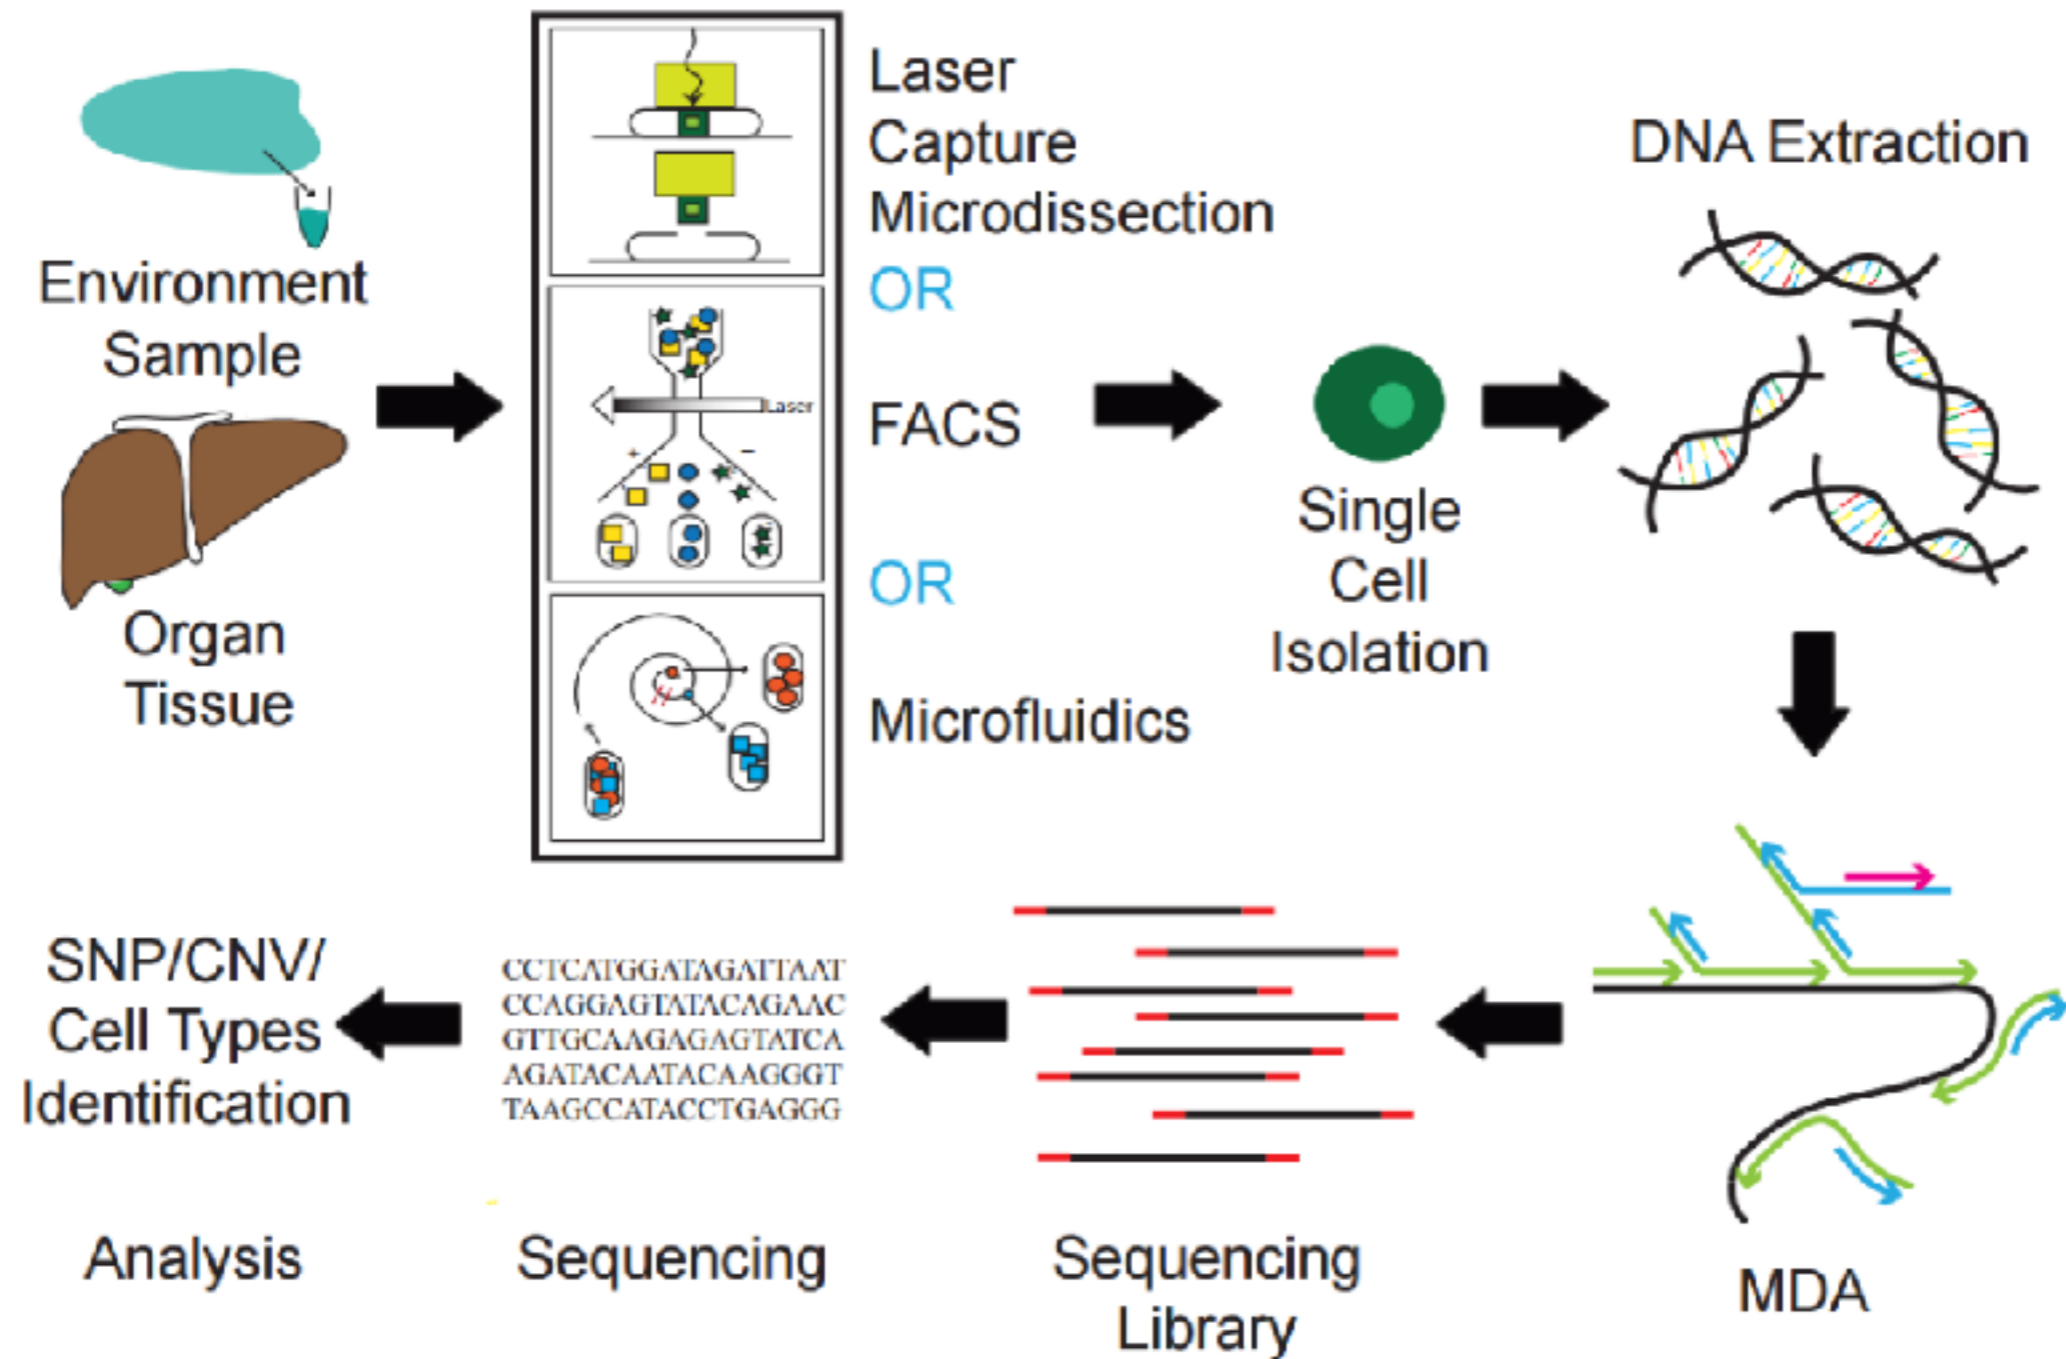 Environment
Sample
Organ
Tissue
Laser
Capture
Microdissection
OR
FACS
OR
Microfluidics
Laser
+
−
Single
Cell
Isolation
DNA Extraction
MDA
Sequencing
Library
CCTCATGGATAGATTAAT
CCAGGAGTATACAGAAC
GTTGCAAGAGAGTATCA
AGATACAATACAAGGGT
TAAGCCATACCTGAGGG
Sequencing
SNP/CNV/
Cell Types
Identification
Analysis